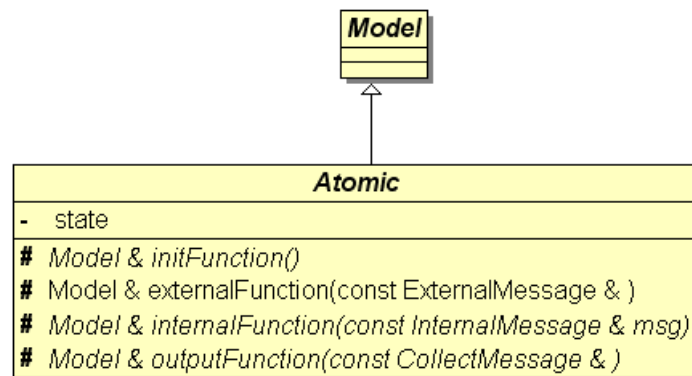 Model
Atomic
- state
# Model & initFunction()
# Model & externalFunction(const ExternalMessage & )
# Model & internalFunction(const InternalMessage & msg)
# Model & outputFunction(const CollectMessage & )